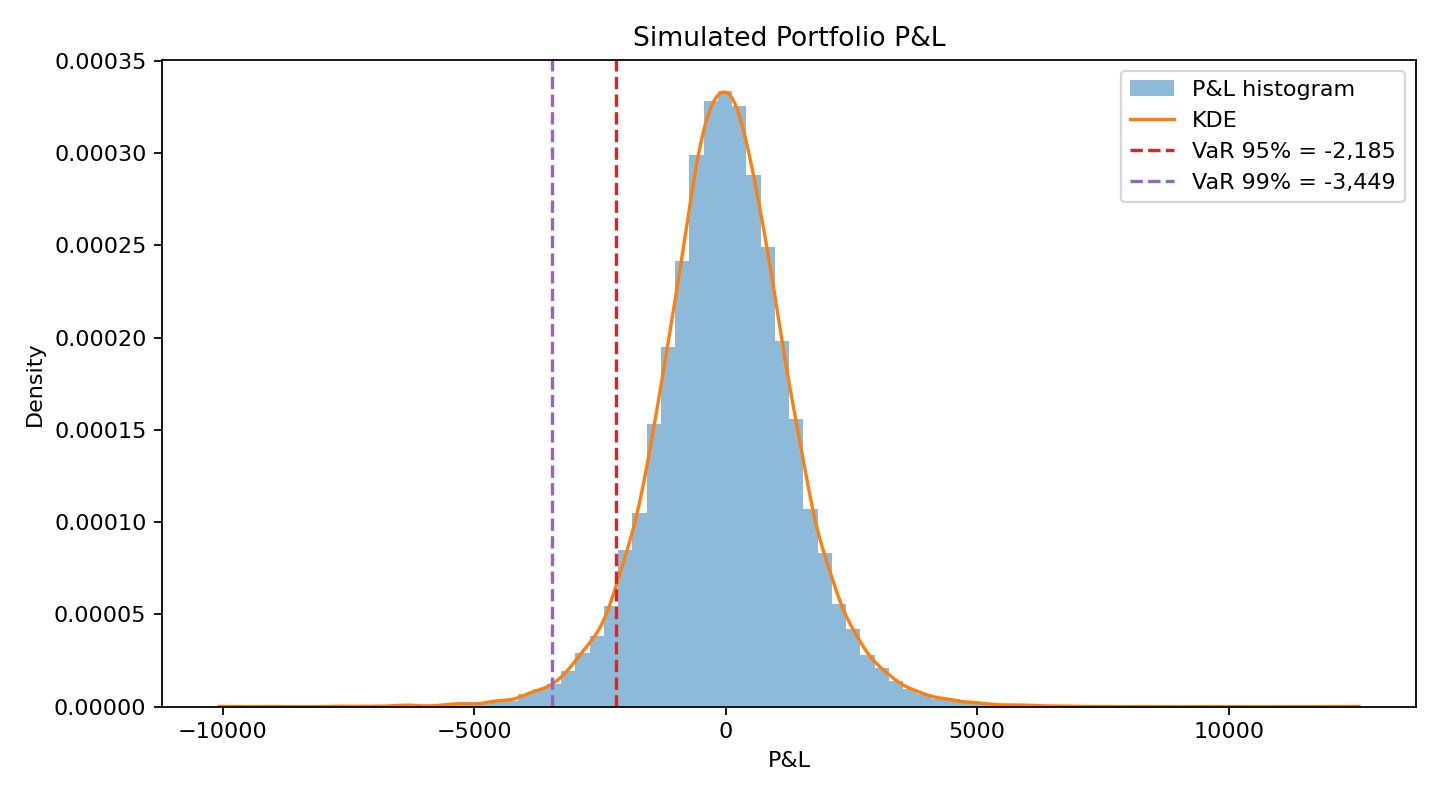 Simulated Portfolio P&L
P&L histogram
KDE
VaR 95% = -2,185
VaR 99% = -3,449
0.00035
0.00030
0.00025
0.00020
0.00015
0.00010
0.00005
0.00000
Density
−10000 −5000 0 5000 10000
P&L